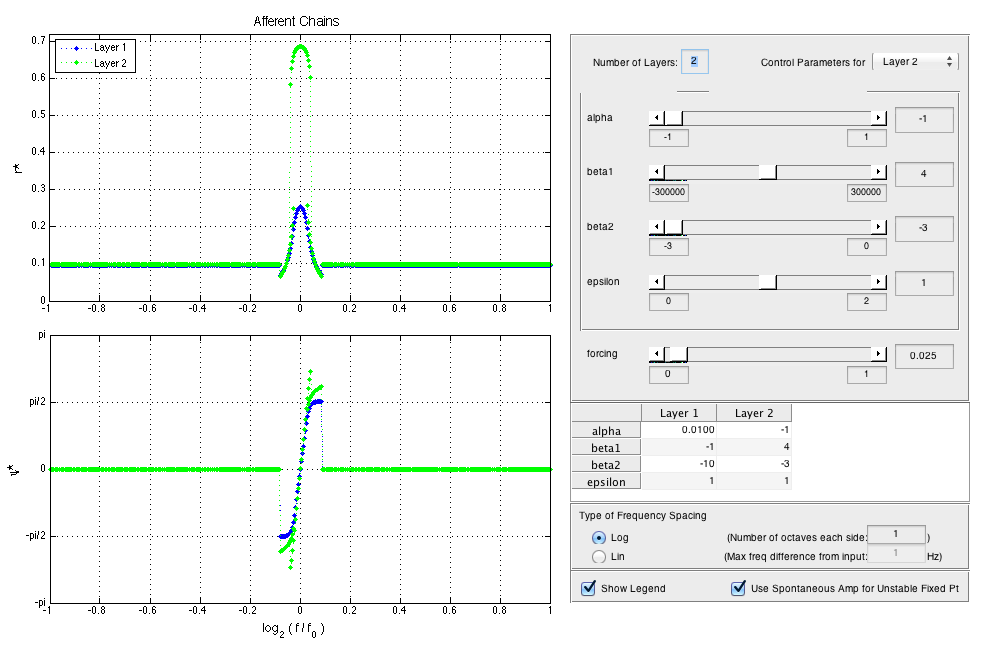 Afferent Chains
0.7
0.6
0.5
0.4
0.3
0.2
0.1
0
r*
Layer 1
Layer 2
-1 -0.8 -0.6 -0.4 -0.2 0 0.2 0.4 0.6 0.8 1
pi
pi/2
0
-pi/2
-pi
ψ*
-1 -0.8 -0.6 -0.4 -0.2 0 0.2 0.4 0.6 0.8 1
log2 ( f / f0 )
Number of Layers: 2 Control Parameters for Layer 2
alpha -1
-1 1
beta1 4
-300000 300000
beta2 -3
-3 0
epsilon 1
0 2
forcing 0.025
0 1
Layer 1 Layer 2
alpha 0.0100 -1
beta1 -1 4
beta2 -10 -3
epsilon 1 1
Type of Frequency Spacing
Log (Number of octaves each side: 1 )
Lin (Max freq difference from input: 1 Hz)
Show Legend Use Spontaneous Amp for Unstable Fixed Pt